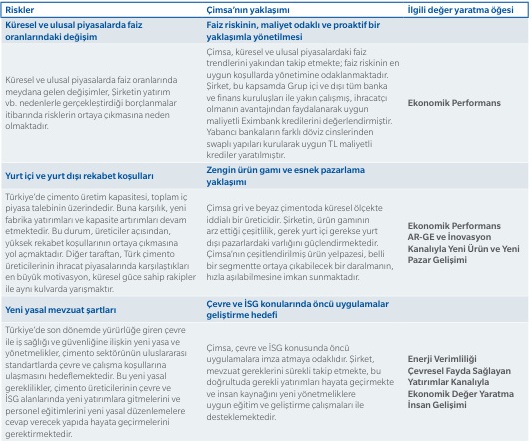 Riskler
Çimsa'nın yaklaşımı
İlgili değer yaratma öğesi
Küresel ve ulusal piyasalarda faiz
oranlarındaki değişim
Faiz riskinin, maliyet odaklı ve proaktif bir
yaklaşımla yönetilmesi
Küresel ve ulusal piyasalarda faiz oranlarında
meydana gelen değişimler, Şirketin yatırım
vb. nedenlerle gerçekleştirdiği borçlanmalar
itibarında risklerin ortaya çıkmasına neden
olmaktadır.
Çimsa, küresel ve ulusal piyasalardaki faiz
trendlerini yakından takip etmekte; faiz riskinin en
uygun koşullarda yönetimine odaklanmaktadır.
Şirket, bu kapsamda Grup içi ve dışı tüm banka
ve finans kuruluşları ile yakın çalışmış, ihracatçı
olmanın avantajından faydalanarak uygun
maliyetli Eximbank kredilerini değerlendirmiştir.
Yabancı bankaların farklı döviz cinslerinden
swaplı yapıları kurularak uygun TL maliyetli
krediler yaratılmıştır.
Ekonomik Performans
Yurt içi ve yurt dışı rekabet koşulları
Zengin ürün gamı ve esnek pazarlama
yaklaşımı
Türkiye'de çimento üretim kapasitesi, toplam iç
piyasa talebinin üzerindedir. Buna karşılık, yeni
fabrika yatırımları ve kapasite artırımları devam
etmektedir. Bu durum, üreticiler açısından,
yüksek rekabet koşullarının ortaya çıkmasına
yol açmaktadır. Diğer taraftan, Türk çimento
üreticilerinin ihracat piyasalarında karşılaştıkları
en büyük motivasyon, küresel güce sahip rakipler
ile aynı kulvarda yarışmaktır.
Çimsa gri ve beyaz çimentoda küresel ölçekte
iddialı bir üreticidir. Şirketin, ürün gamının
arz ettiği çeşitlilik, gerek yurt içi gerekse yurt
dışı pazarlardaki varlığını güçlendirmektedir.
Çimsa'nın çeşitlendirilmiş ürün yelpazesi, belli
bir segmentte ortaya çıkabilecek bir daralmanın,
hızla aşılabilmesine imkan sunmaktadır.
Ekonomik Performans
AR-GE ve İnovasyon
Kanalıyla Yeni Ürün ve Yeni
Pazar Gelişimi
Yeni yasal mevzuat şartları
Çevre ve İSG konularında öncü uygulamalar
geliştirme hedefi
Türkiye'de son dönemde yürürlüğe giren çevre
ile iş sağlığı ve güvenliğine ilişkin yeni yasa ve
yönetmelikler, çimento sektörünün uluslararası
standartlarda çevre ve çalışma koşullarına
ulaşmasını hedeflemektedir. Bu yeni yasal
gereklilikler, çimento üreticilerinin çevre ve
İSG alanlarında yeni yatırımlara gitmelerini ve
personel eğitimlerini yeni yasal düzenlemelere
cevap verecek yapıda hayata geçirmelerini
gerektirmektedir.
Çimsa, çevre ve İSG konusunda öncü
uygulamalara imza atmaya odaklıdır. Şirket,
mevzuat gereklerini sürekli takip etmekte, bu
doğrultuda gerekli yatırımları hayata geçirmekte
ve insan kaynağını yeni yönetmeliklere
uygun eğitim ve geliştirme çalışmaları ile
desteklemektedir.
Enerji Verimliliği
Çevresel Fayda Sağlayan
Yatırımlar Kanalıyla
Ekonomik Değer Yaratma
İnsan Gelişimi